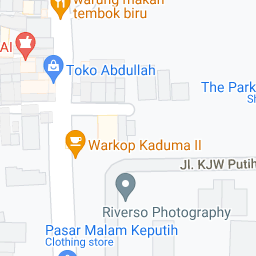 warung makan
tembok biru
AI
Toko Abdullah
The Park
Warkop Kaduma II
Jl. KJW Putih
Riverso Photography
Pasar Malam Keputih
Clothing store